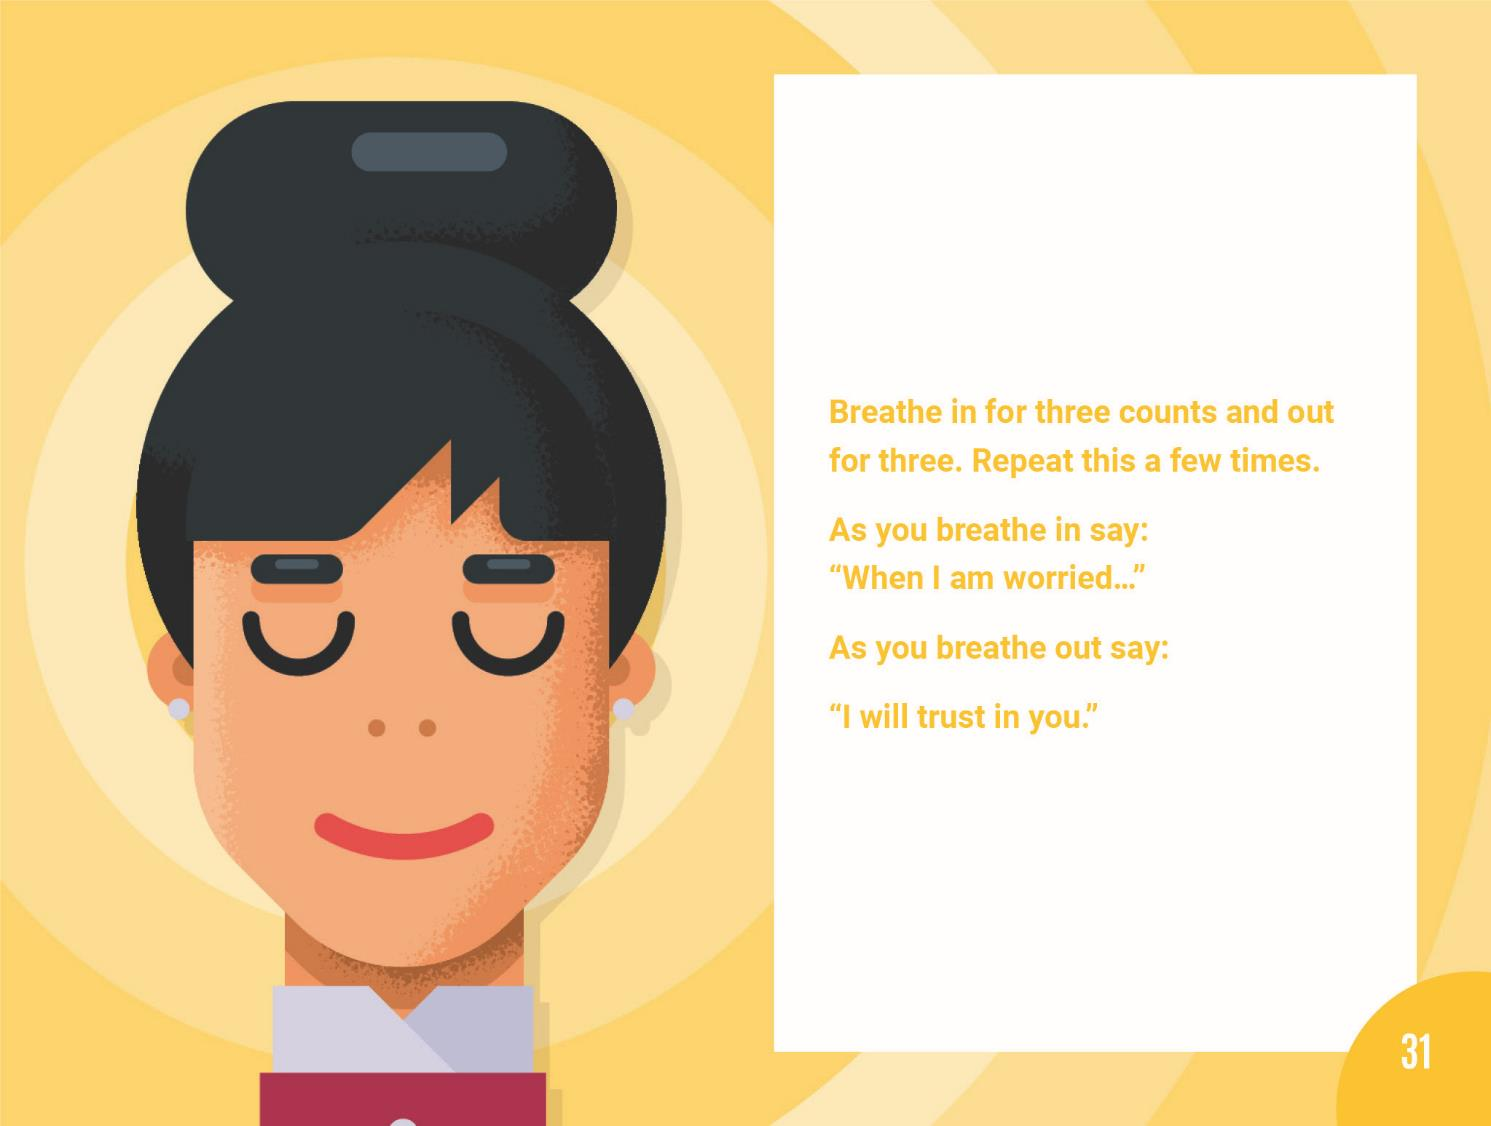 Breathe in for three counts and out
for three. Repeat this a few times.
As you breathe in say:
“When I am worried…”
As you breathe out say:
“I will trust in you.”
31